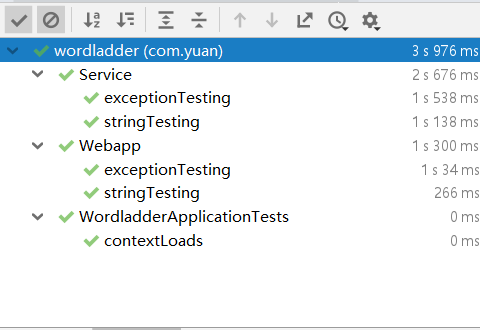 wordladder (com.yuan) 3 s 976 ms
Service 2 s 676 ms
exceptionTesting 1 s 538 ms
stringTesting 1 s 138 ms
Webapp 1 s 300 ms
exceptionTesting 1 s 34 ms
stringTesting 266 ms
WordladderApplicationTests 0 ms
contextLoads 0 ms